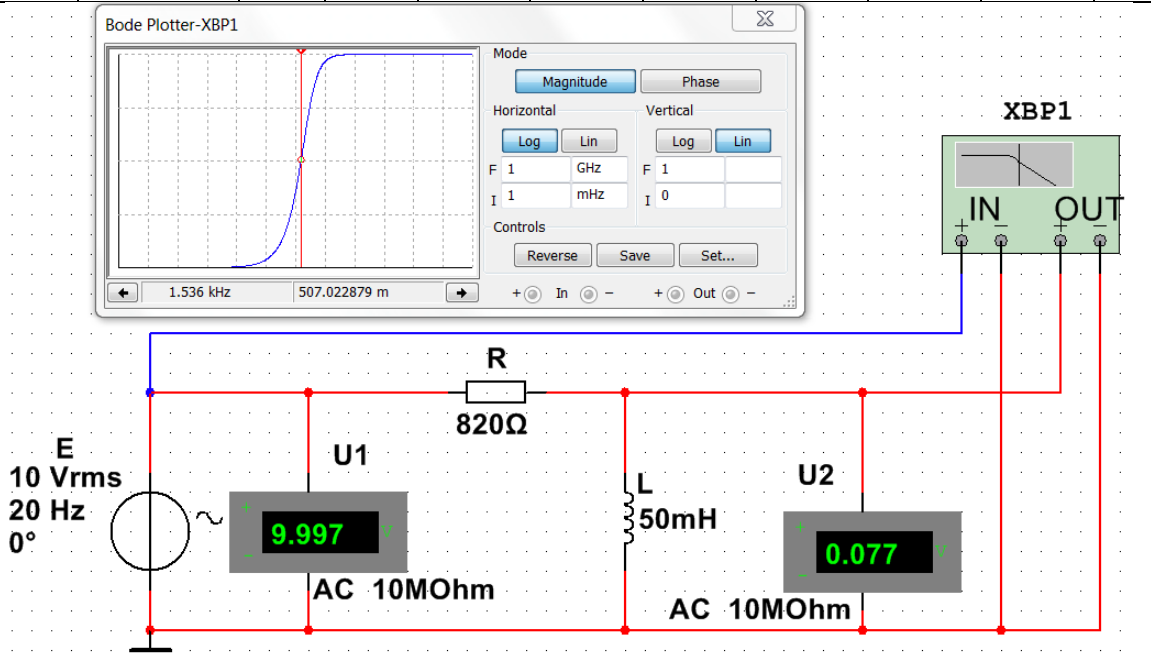 Bode Plotter-XBP1
Mode
Magnitude Phase
Horizontal Vertical
Log Lin Log Lin
F 1 GHz F 1
I 1 mHz I 0
Controls
Reverse Save Set...
1.536 kHz 507.022879 m
+ In − + Out −
XBP1
IN OUT
+ − + −
R
820Ω
E
10 Vrms
20 Hz
0°
U1
+
9.997 V
−
AC 10MOhm
L
50mH
U2
+
0.077 V
−
AC 10MOhm